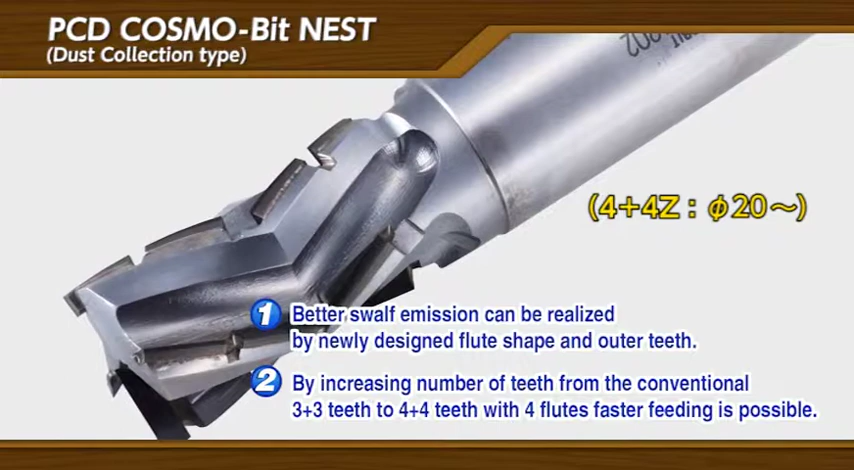 PCD COSMO-Bit NEST
(Dust Collection type)
(4+4Z : φ20～)
1 Better swalf emission can be realized
by newly designed flute shape and outer teeth.
2 By increasing number of teeth from the conventional
3+3 teeth to 4+4 teeth with 4 flutes faster feeding is possible.